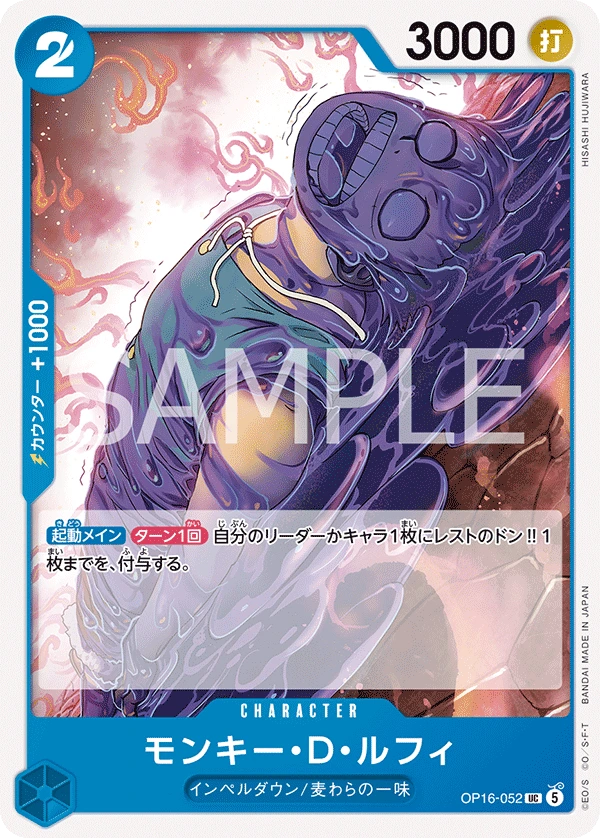 2
3000
打
HISASHI HUJIWARA
カウンター +1000
SAMPLE
起動メイン ターン1回 自分のリーダーかキャラ1枚にレストのドン!!1
枚までを、付与する。
©E/S ©O/S・F・T BANDAI MADE IN JAPAN
CHARACTER
モンキー・D・ルフィ
インペルダウン/麦わらの一味
OP16-052 UC 5